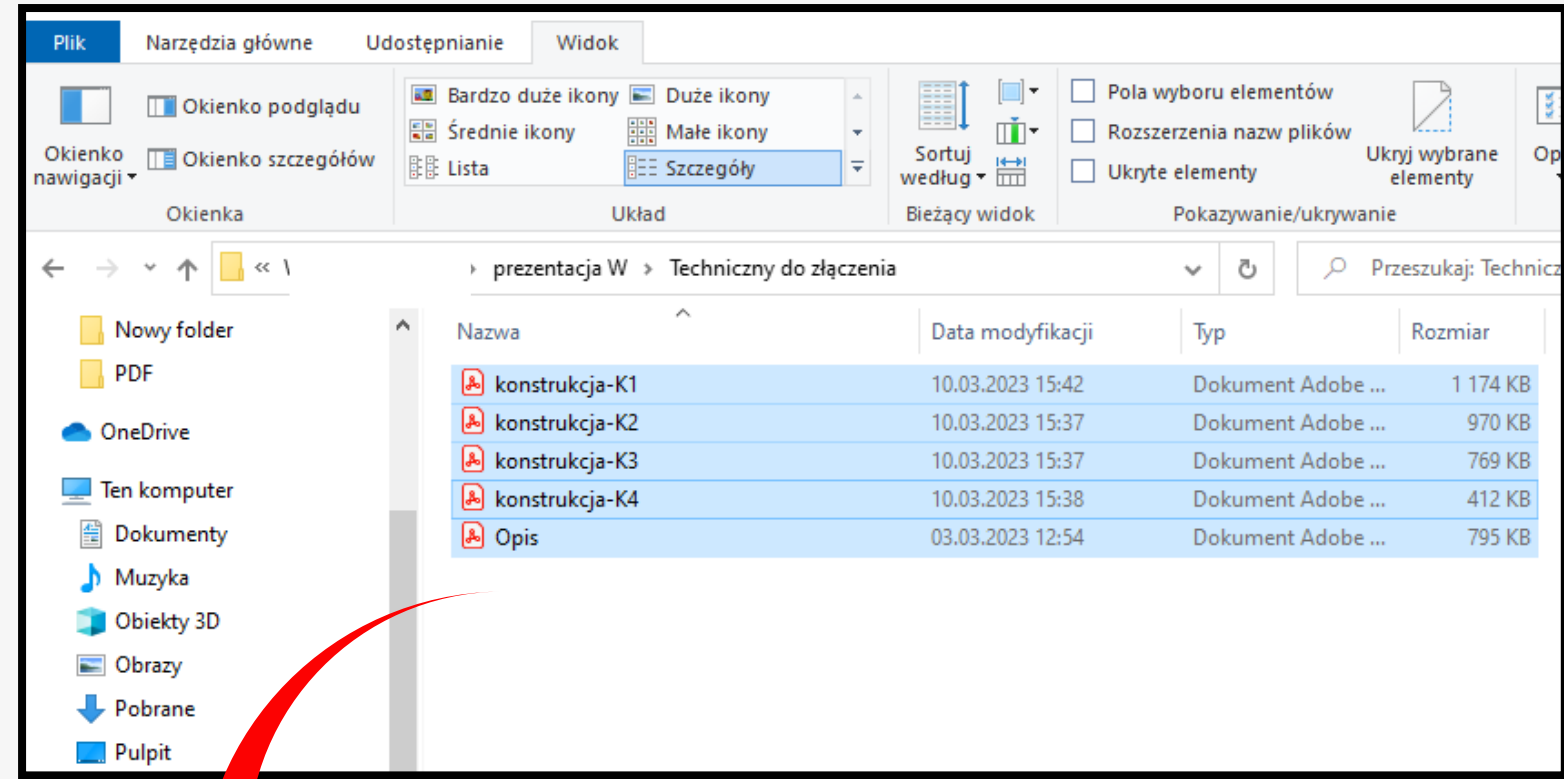 Plik Narzędzia główne Udostępnianie Widok
Okienko nawigacji
Okienko podglądu
Okienko szczegółów
Okienka
Bardzo duże ikony Duże ikony
Średnie ikony Małe ikony
Lista Szczegóły
Układ
Sortuj według
Bieżący widok
Pola wyboru elementów
Rozszerzenia nazw plików
Ukryte elementy
Ukryj wybrane elementy
Pokazywanie/ukrywanie
« › prezentacja W › Techniczny do złączenia
Przeszukaj: Technicz
Nowy folder
PDF
OneDrive
Ten komputer
Dokumenty
Muzyka
Obiekty 3D
Obrazy
Pobrane
Pulpit
Nazwa Data modyfikacji Typ Rozmiar
konstrukcja-K1 10.03.2023 15:42 Dokument Adobe ... 1 174 KB
konstrukcja-K2 10.03.2023 15:37 Dokument Adobe ... 970 KB
konstrukcja-K3 10.03.2023 15:37 Dokument Adobe ... 769 KB
konstrukcja-K4 10.03.2023 15:38 Dokument Adobe ... 412 KB
Opis 03.03.2023 12:54 Dokument Adobe ... 795 KB